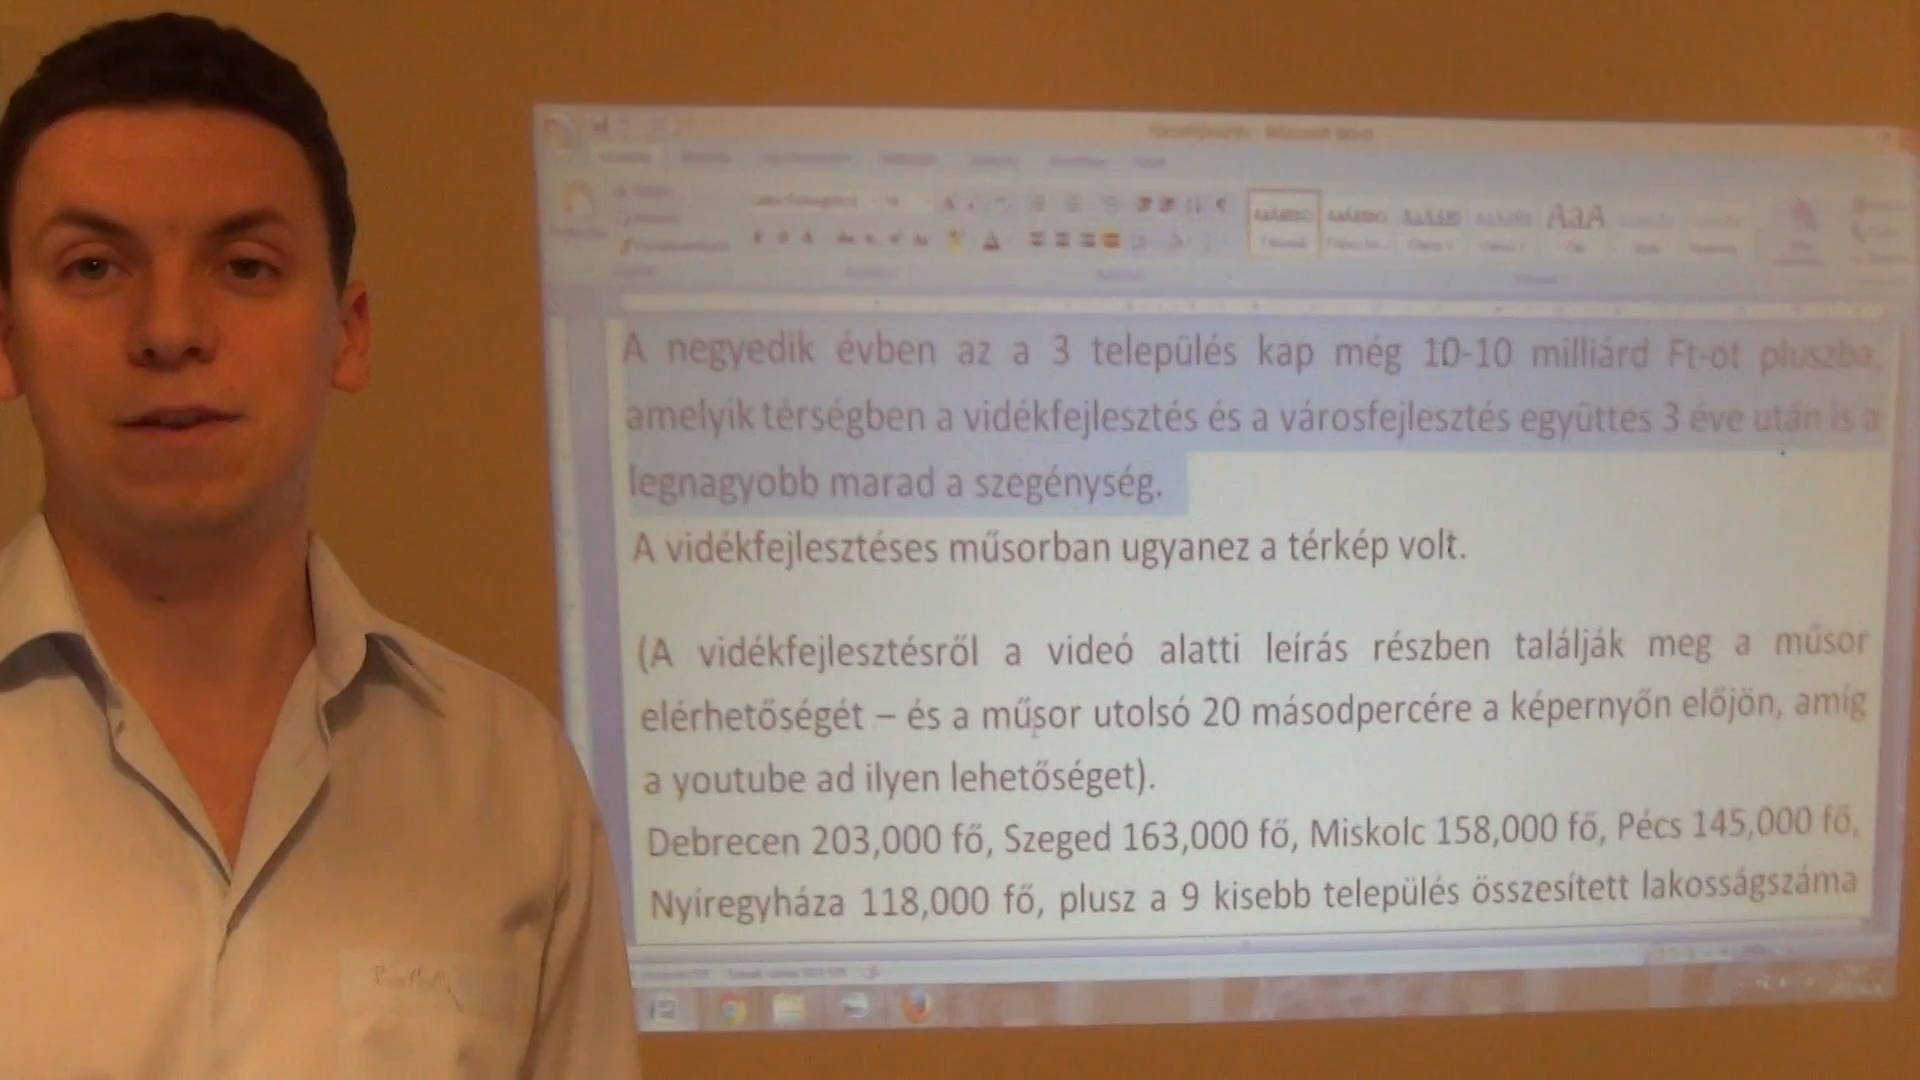 AaA
A negyedik évben az a 3 település kap még 10-10 milliárd Ft-ot pluszba,
amelyik térségben a vidékfejlesztés és a városfejlesztés együttes 3 éve után is a
legnagyobb marad a szegénység.
A vidékfejlesztéses műsorban ugyanez a térkép volt.
(A vidékfejlesztésről a videó alatti leírás részben találják meg a műsor
elérhetőségét – és a műsor utolsó 20 másodpercére a képernyőn előjön, amíg
a youtube ad ilyen lehetőséget).
Debrecen 203,000 fő, Szeged 163,000 fő, Miskolc 158,000 fő, Pécs 145,000 fő,
Nyíregyháza 118,000 fő, plusz a 9 kisebb település összesített lakosságszáma